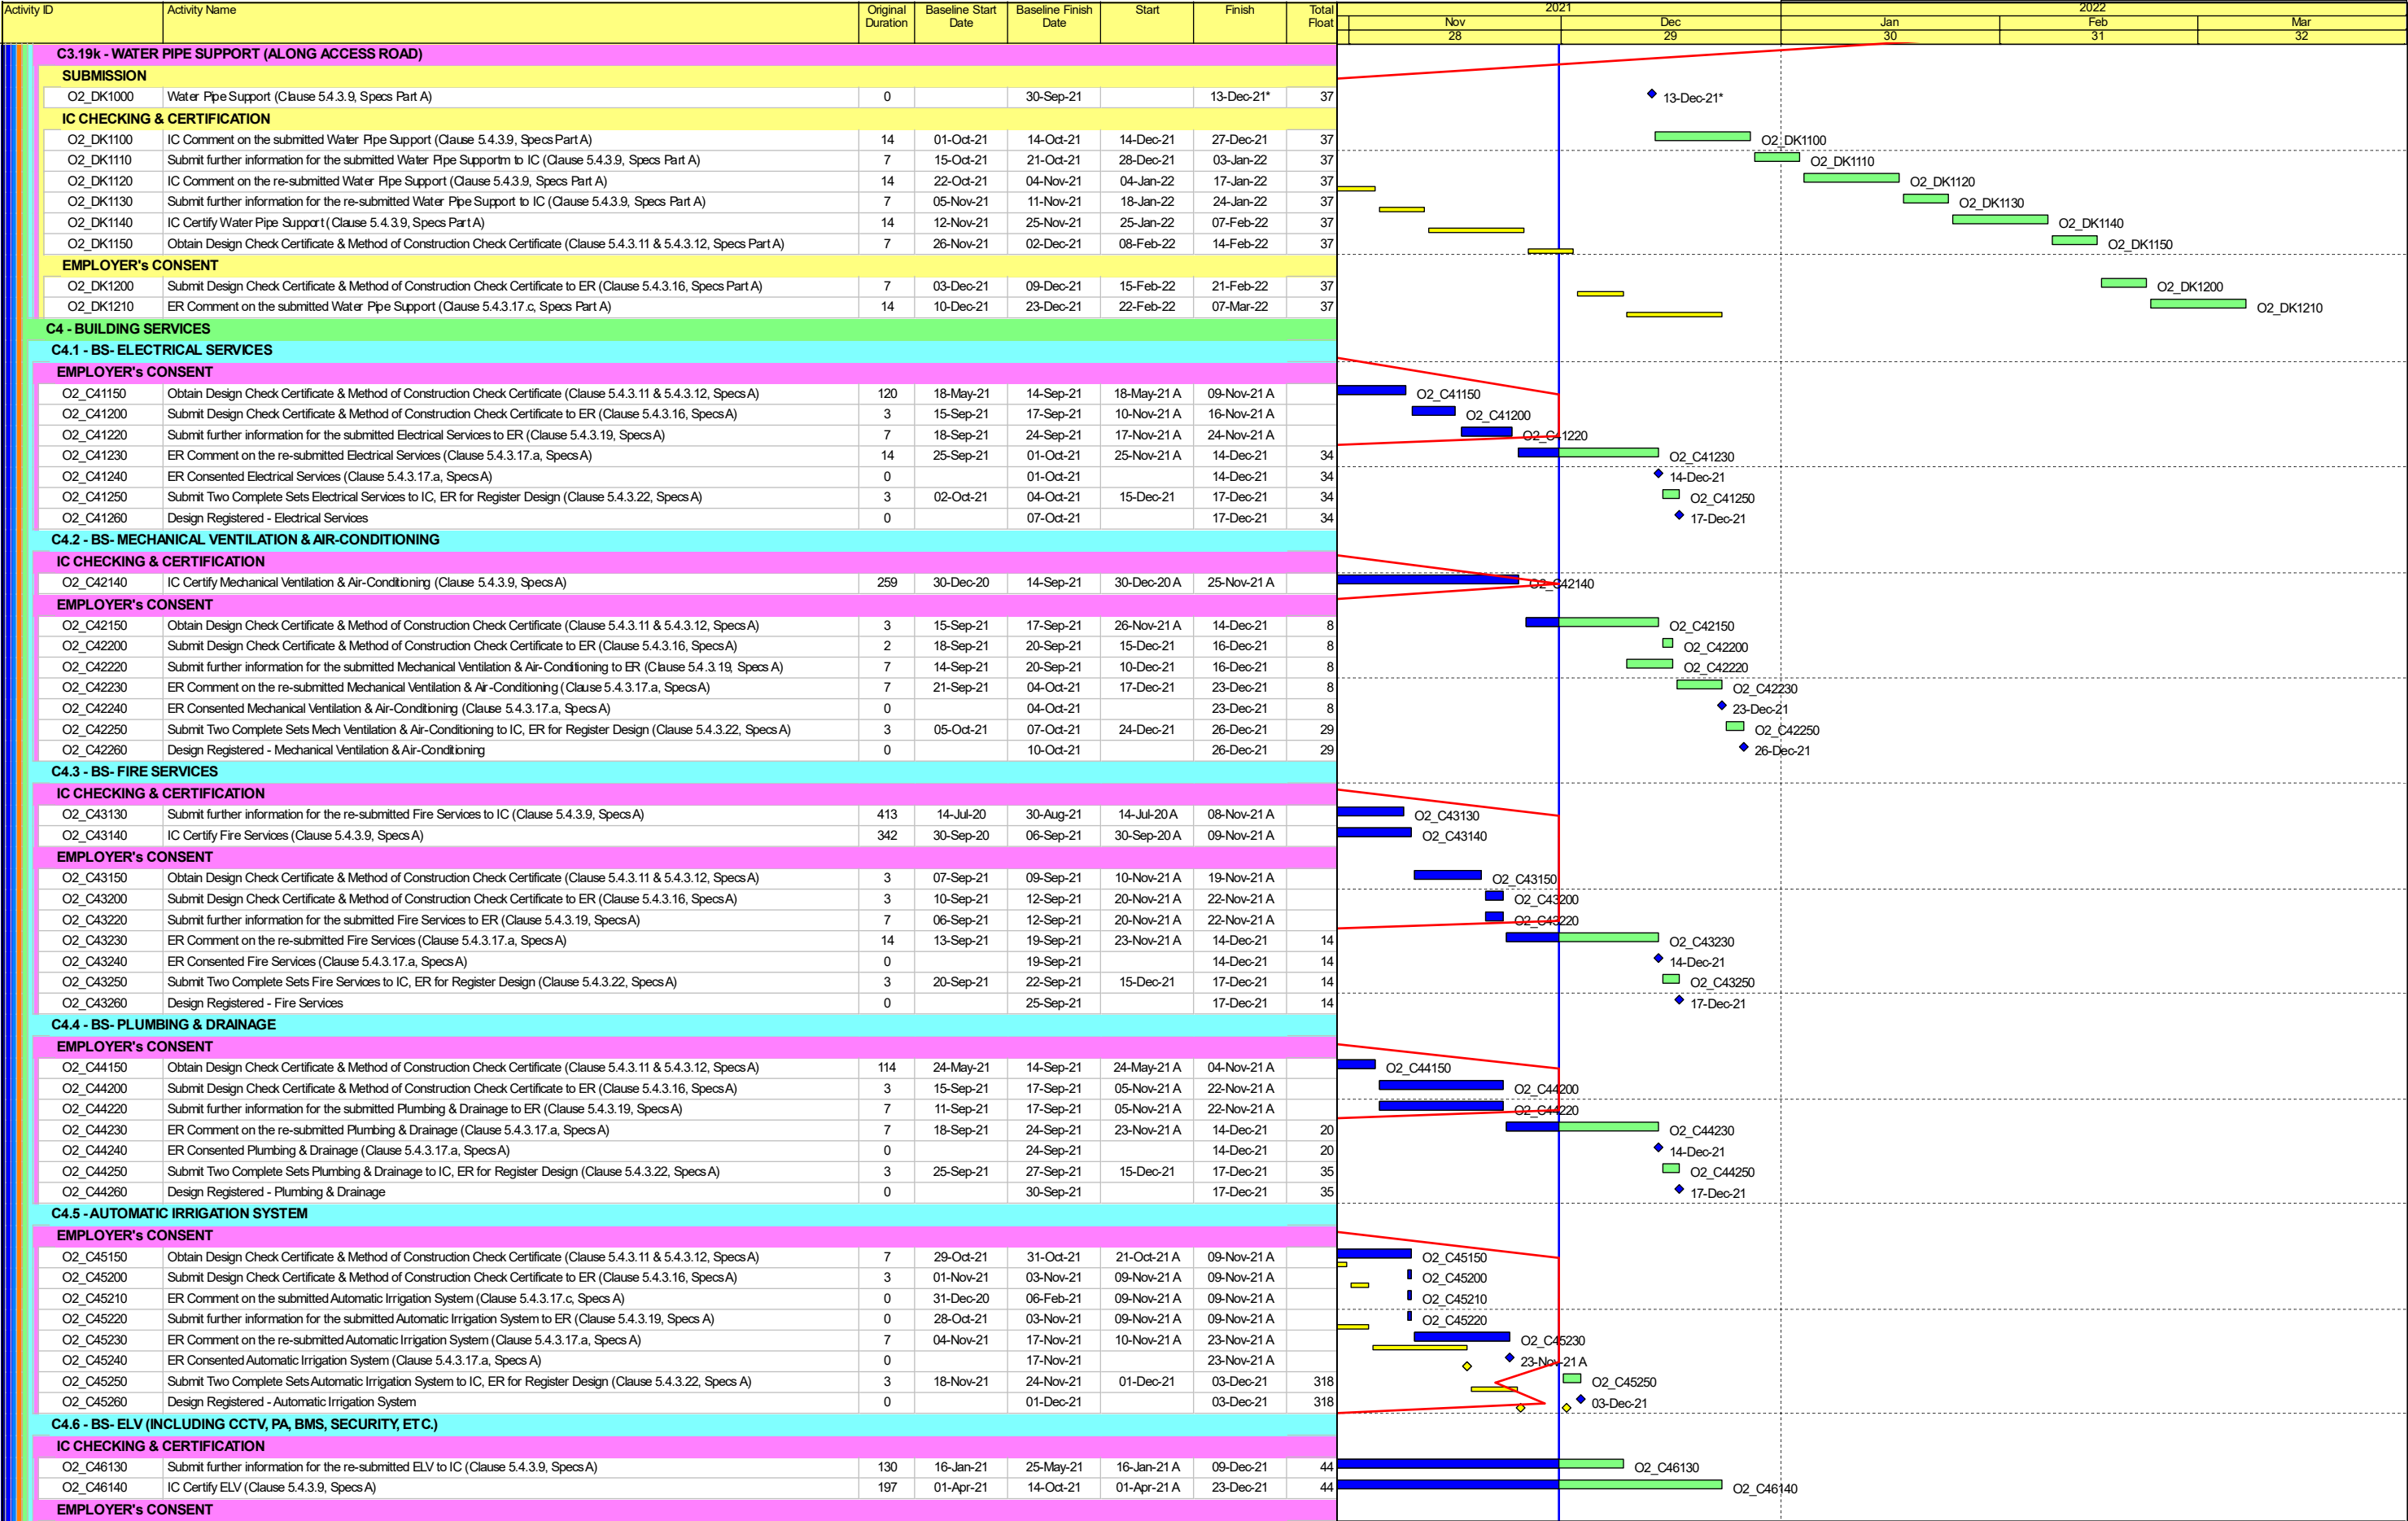 Activity ID Activity Name Original Duration Baseline Start Date Baseline Finish Date Start Finish Total Float 2021 2022
Nov Dec Jan Feb Mar
28 29 30 31 32
C3.19k - WATER PIPE SUPPORT (ALONG ACCESS ROAD)
SUBMISSION
O2_DK1000 Water Pipe Support (Clause 5.4.3.9, Specs Part A) 0 30-Sep-21 13-Dec-21* 37 13-Dec-21*
IC CHECKING & CERTIFICATION
O2_DK1100 IC Comment on the submitted Water Pipe Support (Clause 5.4.3.9, Specs Part A) 14 01-Oct-21 14-Oct-21 14-Dec-21 27-Dec-21 37 O2_DK1100
O2_DK1110 Submit further information for the submitted Water Pipe Supportm to IC (Clause 5.4.3.9, Specs Part A) 7 15-Oct-21 21-Oct-21 28-Dec-21 03-Jan-22 37 O2_DK1110
O2_DK1120 IC Comment on the re-submitted Water Pipe Support (Clause 5.4.3.9, Specs Part A) 14 22-Oct-21 04-Nov-21 04-Jan-22 17-Jan-22 37 O2_DK1120
O2_DK1130 Submit further information for the re-submitted Water Pipe Support to IC (Clause 5.4.3.9, Specs Part A) 7 05-Nov-21 11-Nov-21 18-Jan-22 24-Jan-22 37 O2_DK1130
O2_DK1140 IC Certify Water Pipe Support (Clause 5.4.3.9, Specs Part A) 14 12-Nov-21 25-Nov-21 25-Jan-22 07-Feb-22 37 O2_DK1140
O2_DK1150 Obtain Design Check Certificate & Method of Construction Check Certificate (Clause 5.4.3.11 & 5.4.3.12, Specs Part A) 7 26-Nov-21 02-Dec-21 08-Feb-22 14-Feb-22 37 O2_DK1150
EMPLOYER's CONSENT
O2_DK1200 Submit Design Check Certificate & Method of Construction Check Certificate to ER (Clause 5.4.3.16, Specs Part A) 7 03-Dec-21 09-Dec-21 15-Feb-22 21-Feb-22 37 O2_DK1200
O2_DK1210 ER Comment on the submitted Water Pipe Support (Clause 5.4.3.17.c, Specs Part A) 14 10-Dec-21 23-Dec-21 22-Feb-22 07-Mar-22 37 O2_DK1210
C4 - BUILDING SERVICES
C4.1 - BS- ELECTRICAL SERVICES
EMPLOYER's CONSENT
O2_C41150 Obtain Design Check Certificate & Method of Construction Check Certificate (Clause 5.4.3.11 & 5.4.3.12, Specs A) 120 18-May-21 14-Sep-21 18-May-21 A 09-Nov-21 A O2_C41150
O2_C41200 Submit Design Check Certificate & Method of Construction Check Certificate to ER (Clause 5.4.3.16, Specs A) 3 15-Sep-21 17-Sep-21 10-Nov-21 A 16-Nov-21 A O2_C41200
O2_C41220 Submit further information for the submitted Electrical Services to ER (Clause 5.4.3.19, Specs A) 7 18-Sep-21 24-Sep-21 17-Nov-21 A 24-Nov-21 A O2_C41220
O2_C41230 ER Comment on the re-submitted Electrical Services (Clause 5.4.3.17.a, Specs A) 14 25-Sep-21 01-Oct-21 25-Nov-21 A 14-Dec-21 34 O2_C41230
O2_C41240 ER Consented Electrical Services (Clause 5.4.3.17.a, Specs A) 0 01-Oct-21 14-Dec-21 34 14-Dec-21
O2_C41250 Submit Two Complete Sets Electrical Services to IC, ER for Register Design (Clause 5.4.3.22, Specs A) 3 02-Oct-21 04-Oct-21 15-Dec-21 17-Dec-21 34 O2_C41250
O2_C41260 Design Registered - Electrical Services 0 07-Oct-21 17-Dec-21 34 17-Dec-21
C4.2 - BS- MECHANICAL VENTILATION & AIR-CONDITIONING
IC CHECKING & CERTIFICATION
O2_C42140 IC Certify Mechanical Ventilation & Air-Conditioning (Clause 5.4.3.9, Specs A) 259 30-Dec-20 14-Sep-21 30-Dec-20 A 25-Nov-21 A O2_C42140
EMPLOYER's CONSENT
O2_C42150 Obtain Design Check Certificate & Method of Construction Check Certificate (Clause 5.4.3.11 & 5.4.3.12, Specs A) 3 15-Sep-21 17-Sep-21 26-Nov-21 A 14-Dec-21 8 O2_C42150
O2_C42200 Submit Design Check Certificate & Method of Construction Check Certificate to ER (Clause 5.4.3.16, Specs A) 2 18-Sep-21 20-Sep-21 15-Dec-21 16-Dec-21 8 O2_C42200
O2_C42220 Submit further information for the submitted Mechanical Ventilation & Air-Conditioning to ER (Clause 5.4.3.19, Specs A) 7 14-Sep-21 20-Sep-21 10-Dec-21 16-Dec-21 8 O2_C42220
O2_C42230 ER Comment on the re-submitted Mechanical Ventilation & Air-Conditioning (Clause 5.4.3.17.a, Specs A) 7 21-Sep-21 04-Oct-21 17-Dec-21 23-Dec-21 8 O2_C42230
O2_C42240 ER Consented Mechanical Ventilation & Air-Conditioning (Clause 5.4.3.17.a, Specs A) 0 04-Oct-21 23-Dec-21 8 23-Dec-21
O2_C42250 Submit Two Complete Sets Mech Ventilation & Air-Conditioning to IC, ER for Register Design (Clause 5.4.3.22, Specs A) 3 05-Oct-21 07-Oct-21 24-Dec-21 26-Dec-21 29 O2_C42250
O2_C42260 Design Registered - Mechanical Ventilation & Air-Conditioning 0 10-Oct-21 26-Dec-21 29 26-Dec-21
C4.3 - BS- FIRE SERVICES
IC CHECKING & CERTIFICATION
O2_C43130 Submit further information for the re-submitted Fire Services to IC (Clause 5.4.3.9, Specs A) 413 14-Jul-20 30-Aug-21 14-Jul-20 A 08-Nov-21 A O2_C43130
O2_C43140 IC Certify Fire Services (Clause 5.4.3.9, Specs A) 342 30-Sep-20 06-Sep-21 30-Sep-20 A 09-Nov-21 A O2_C43140
EMPLOYER's CONSENT
O2_C43150 Obtain Design Check Certificate & Method of Construction Check Certificate (Clause 5.4.3.11 & 5.4.3.12, Specs A) 3 07-Sep-21 09-Sep-21 10-Nov-21 A 19-Nov-21 A O2_C43150
O2_C43200 Submit Design Check Certificate & Method of Construction Check Certificate to ER (Clause 5.4.3.16, Specs A) 3 10-Sep-21 12-Sep-21 20-Nov-21 A 22-Nov-21 A O2_C43200
O2_C43220 Submit further information for the submitted Fire Services to ER (Clause 5.4.3.19, Specs A) 7 06-Sep-21 12-Sep-21 20-Nov-21 A 22-Nov-21 A O2_C43220
O2_C43230 ER Comment on the re-submitted Fire Services (Clause 5.4.3.17.a, Specs A) 14 13-Sep-21 19-Sep-21 23-Nov-21 A 14-Dec-21 14 O2_C43230
O2_C43240 ER Consented Fire Services (Clause 5.4.3.17.a, Specs A) 0 19-Sep-21 14-Dec-21 14 14-Dec-21
O2_C43250 Submit Two Complete Sets Fire Services to IC, ER for Register Design (Clause 5.4.3.22, Specs A) 3 20-Sep-21 22-Sep-21 15-Dec-21 17-Dec-21 14 O2_C43250
O2_C43260 Design Registered - Fire Services 0 25-Sep-21 17-Dec-21 14 17-Dec-21
C4.4 - BS- PLUMBING & DRAINAGE
EMPLOYER's CONSENT
O2_C44150 Obtain Design Check Certificate & Method of Construction Check Certificate (Clause 5.4.3.11 & 5.4.3.12, Specs A) 114 24-May-21 14-Sep-21 24-May-21 A 04-Nov-21 A O2_C44150
O2_C44200 Submit Design Check Certificate & Method of Construction Check Certificate to ER (Clause 5.4.3.16, Specs A) 3 15-Sep-21 17-Sep-21 05-Nov-21 A 22-Nov-21 A O2_C44200
O2_C44220 Submit further information for the submitted Plumbing & Drainage to ER (Clause 5.4.3.19, Specs A) 7 11-Sep-21 17-Sep-21 05-Nov-21 A 22-Nov-21 A O2_C44220
O2_C44230 ER Comment on the re-submitted Plumbing & Drainage (Clause 5.4.3.17.a, Specs A) 7 18-Sep-21 24-Sep-21 23-Nov-21 A 14-Dec-21 20 O2_C44230
O2_C44240 ER Consented Plumbing & Drainage (Clause 5.4.3.17.a, Specs A) 0 24-Sep-21 14-Dec-21 20 14-Dec-21
O2_C44250 Submit Two Complete Sets Plumbing & Drainage to IC, ER for Register Design (Clause 5.4.3.22, Specs A) 3 25-Sep-21 27-Sep-21 15-Dec-21 17-Dec-21 35 O2_C44250
O2_C44260 Design Registered - Plumbing & Drainage 0 30-Sep-21 17-Dec-21 35 17-Dec-21
C4.5 - AUTOMATIC IRRIGATION SYSTEM
EMPLOYER's CONSENT
O2_C45150 Obtain Design Check Certificate & Method of Construction Check Certificate (Clause 5.4.3.11 & 5.4.3.12, Specs A) 7 29-Oct-21 31-Oct-21 21-Oct-21 A 09-Nov-21 A O2_C45150
O2_C45200 Submit Design Check Certificate & Method of Construction Check Certificate to ER (Clause 5.4.3.16, Specs A) 3 01-Nov-21 03-Nov-21 09-Nov-21 A 09-Nov-21 A O2_C45200
O2_C45210 ER Comment on the submitted Automatic Irrigation System (Clause 5.4.3.17.c, Specs A) 0 31-Dec-20 06-Feb-21 09-Nov-21 A 09-Nov-21 A O2_C45210
O2_C45220 Submit further information for the submitted Automatic Irrigation System to ER (Clause 5.4.3.19, Specs A) 0 28-Oct-21 03-Nov-21 09-Nov-21 A 09-Nov-21 A O2_C45220
O2_C45230 ER Comment on the re-submitted Automatic Irrigation System (Clause 5.4.3.17.a, Specs A) 7 04-Nov-21 17-Nov-21 10-Nov-21 A 23-Nov-21 A O2_C45230
O2_C45240 ER Consented Automatic Irrigation System (Clause 5.4.3.17.a, Specs A) 0 17-Nov-21 23-Nov-21 A 23-Nov-21 A
O2_C45250 Submit Two Complete Sets Automatic Irrigation System to IC, ER for Register Design (Clause 5.4.3.22, Specs A) 3 18-Nov-21 24-Nov-21 01-Dec-21 03-Dec-21 318 O2_C45250
O2_C45260 Design Registered - Automatic Irrigation System 0 01-Dec-21 03-Dec-21 318 03-Dec-21
C4.6 - BS- ELV (INCLUDING CCTV, PA, BMS, SECURITY, ETC.)
IC CHECKING & CERTIFICATION
O2_C46130 Submit further information for the re-submitted ELV to IC (Clause 5.4.3.9, Specs A) 130 16-Jan-21 25-May-21 16-Jan-21 A 09-Dec-21 44 O2_C46130
O2_C46140 IC Certify ELV (Clause 5.4.3.9, Specs A) 197 01-Apr-21 14-Oct-21 01-Apr-21 A 23-Dec-21 44 O2_C46140
EMPLOYER's CONSENT